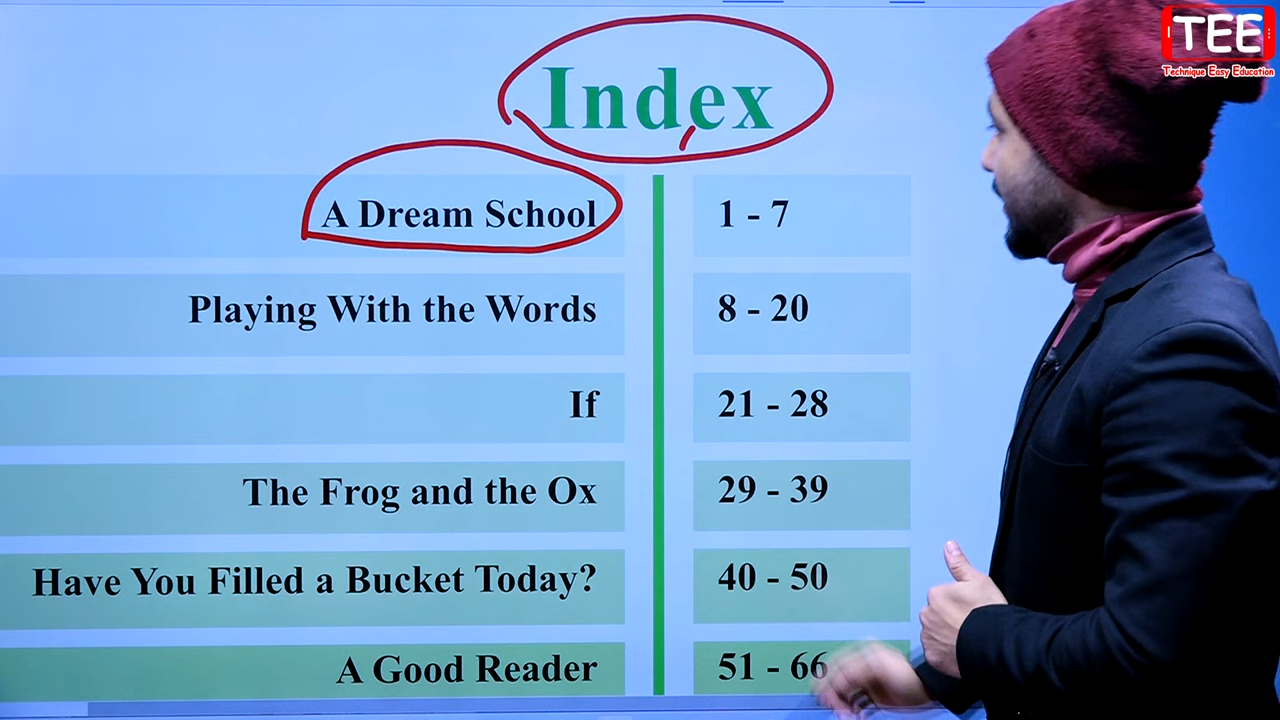 TEE
Technique Easy Education
Index
A Dream School 1 - 7
Playing With the Words 8 - 20
If 21 - 28
The Frog and the Ox 29 - 39
Have You Filled a Bucket Today? 40 - 50
A Good Reader 51 - 66